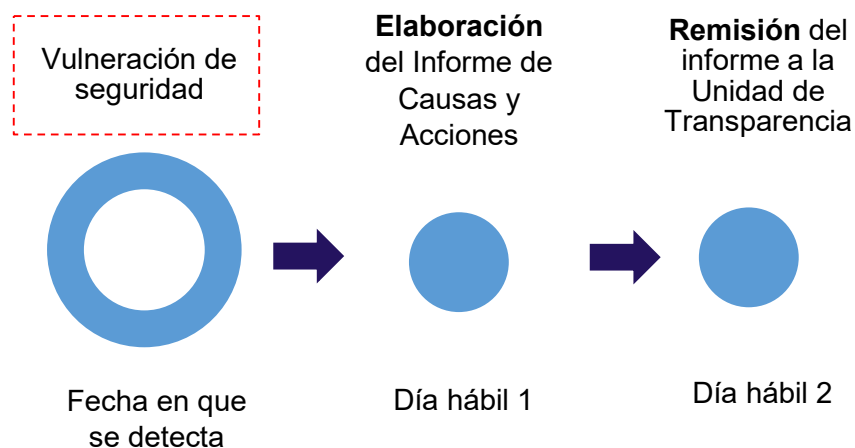 Vulneración de
seguridad
Elaboración
del Informe de
Causas y
Acciones
Remisión del
informe a la
Unidad de
Transparencia
Fecha en que
se detecta
Día hábil 1
Día hábil 2